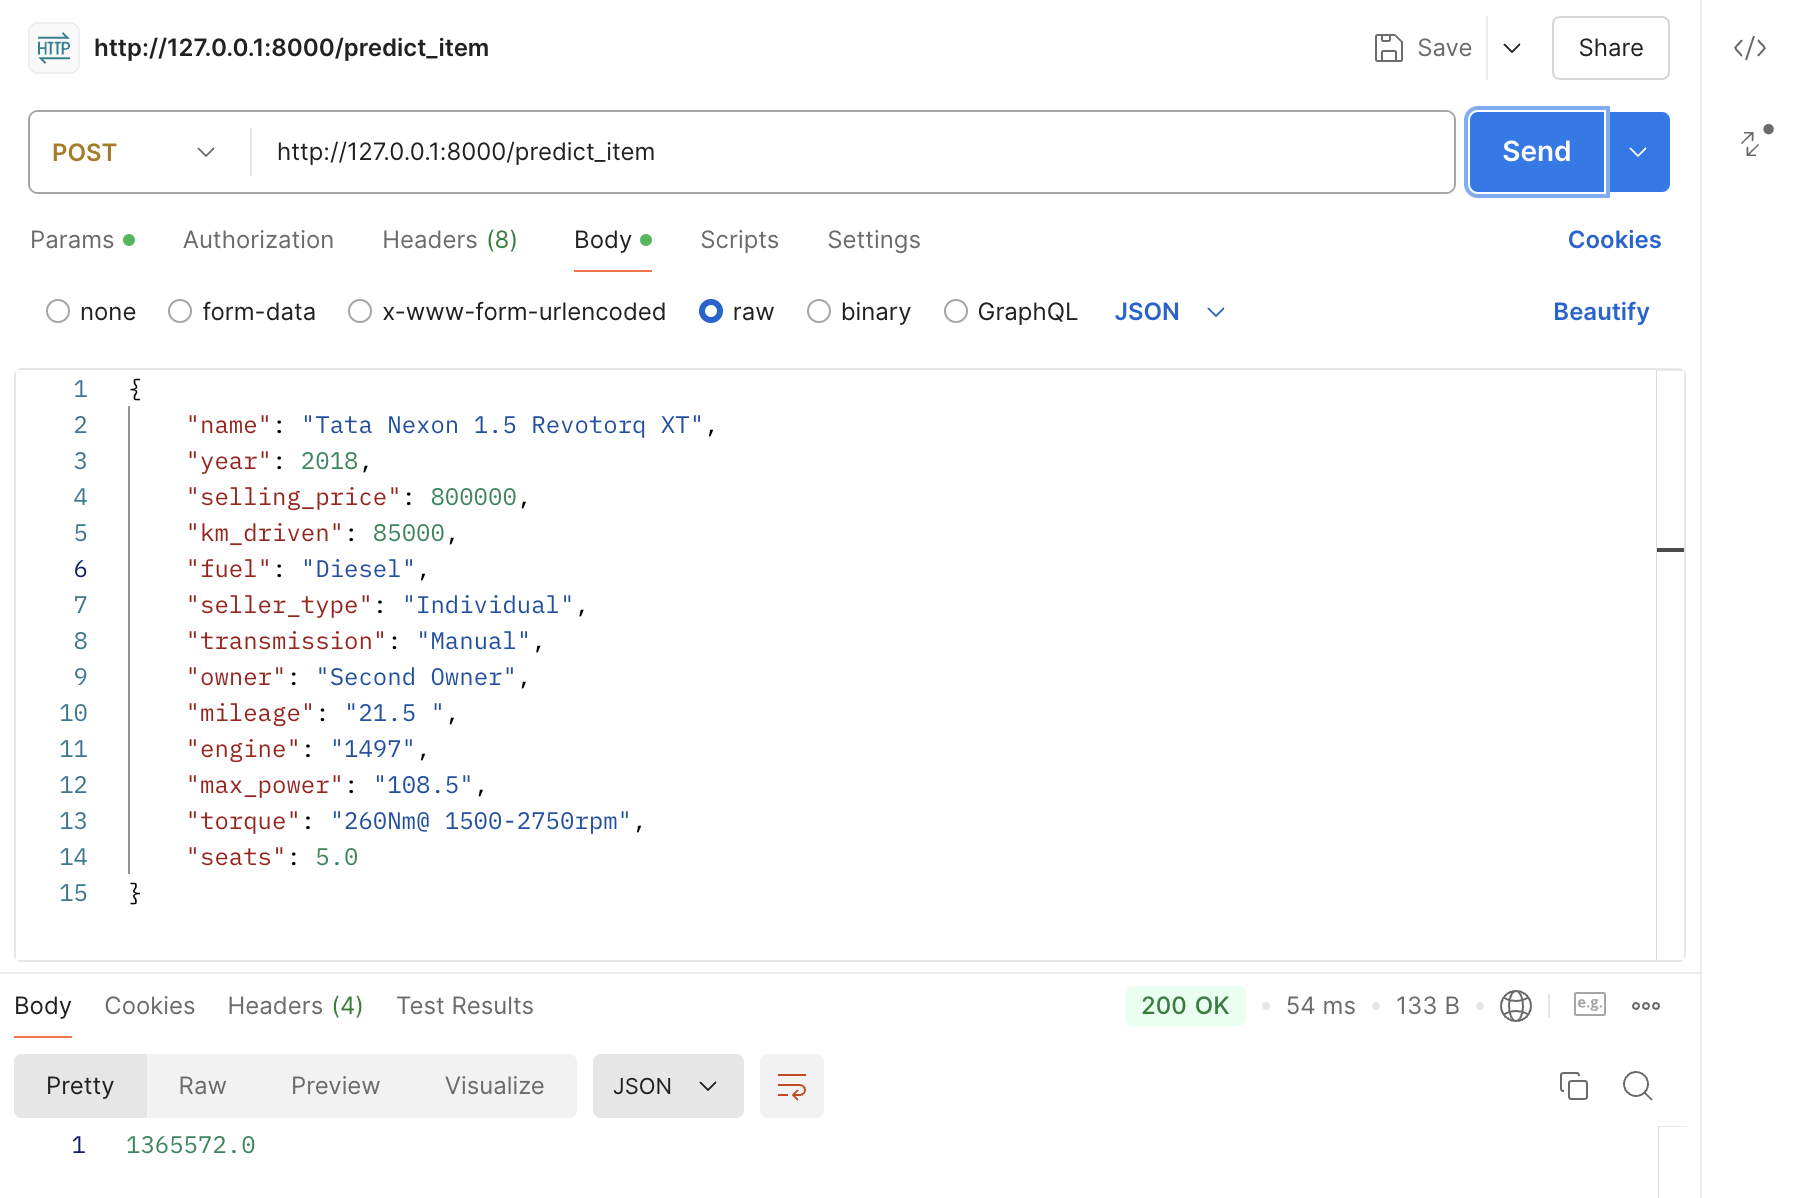 HTTP http://127.0.0.1:8000/predict_item Save Share
POST http://127.0.0.1:8000/predict_item Send
Params Authorization Headers (8) Body Scripts Settings Cookies
none form-data x-www-form-urlencoded raw binary GraphQL JSON Beautify
1 {
2 "name": "Tata Nexon 1.5 Revotorq XT",
3 "year": 2018,
4 "selling_price": 800000,
5 "km_driven": 85000,
6 "fuel": "Diesel",
7 "seller_type": "Individual",
8 "transmission": "Manual",
9 "owner": "Second Owner",
10 "mileage": "21.5 ",
11 "engine": "1497",
12 "max_power": "108.5",
13 "torque": "260Nm@ 1500-2750rpm",
14 "seats": 5.0
15 }
Body Cookies Headers (4) Test Results 200 OK 54 ms 133 B e.g.
Pretty Raw Preview Visualize JSON
1 1365572.0